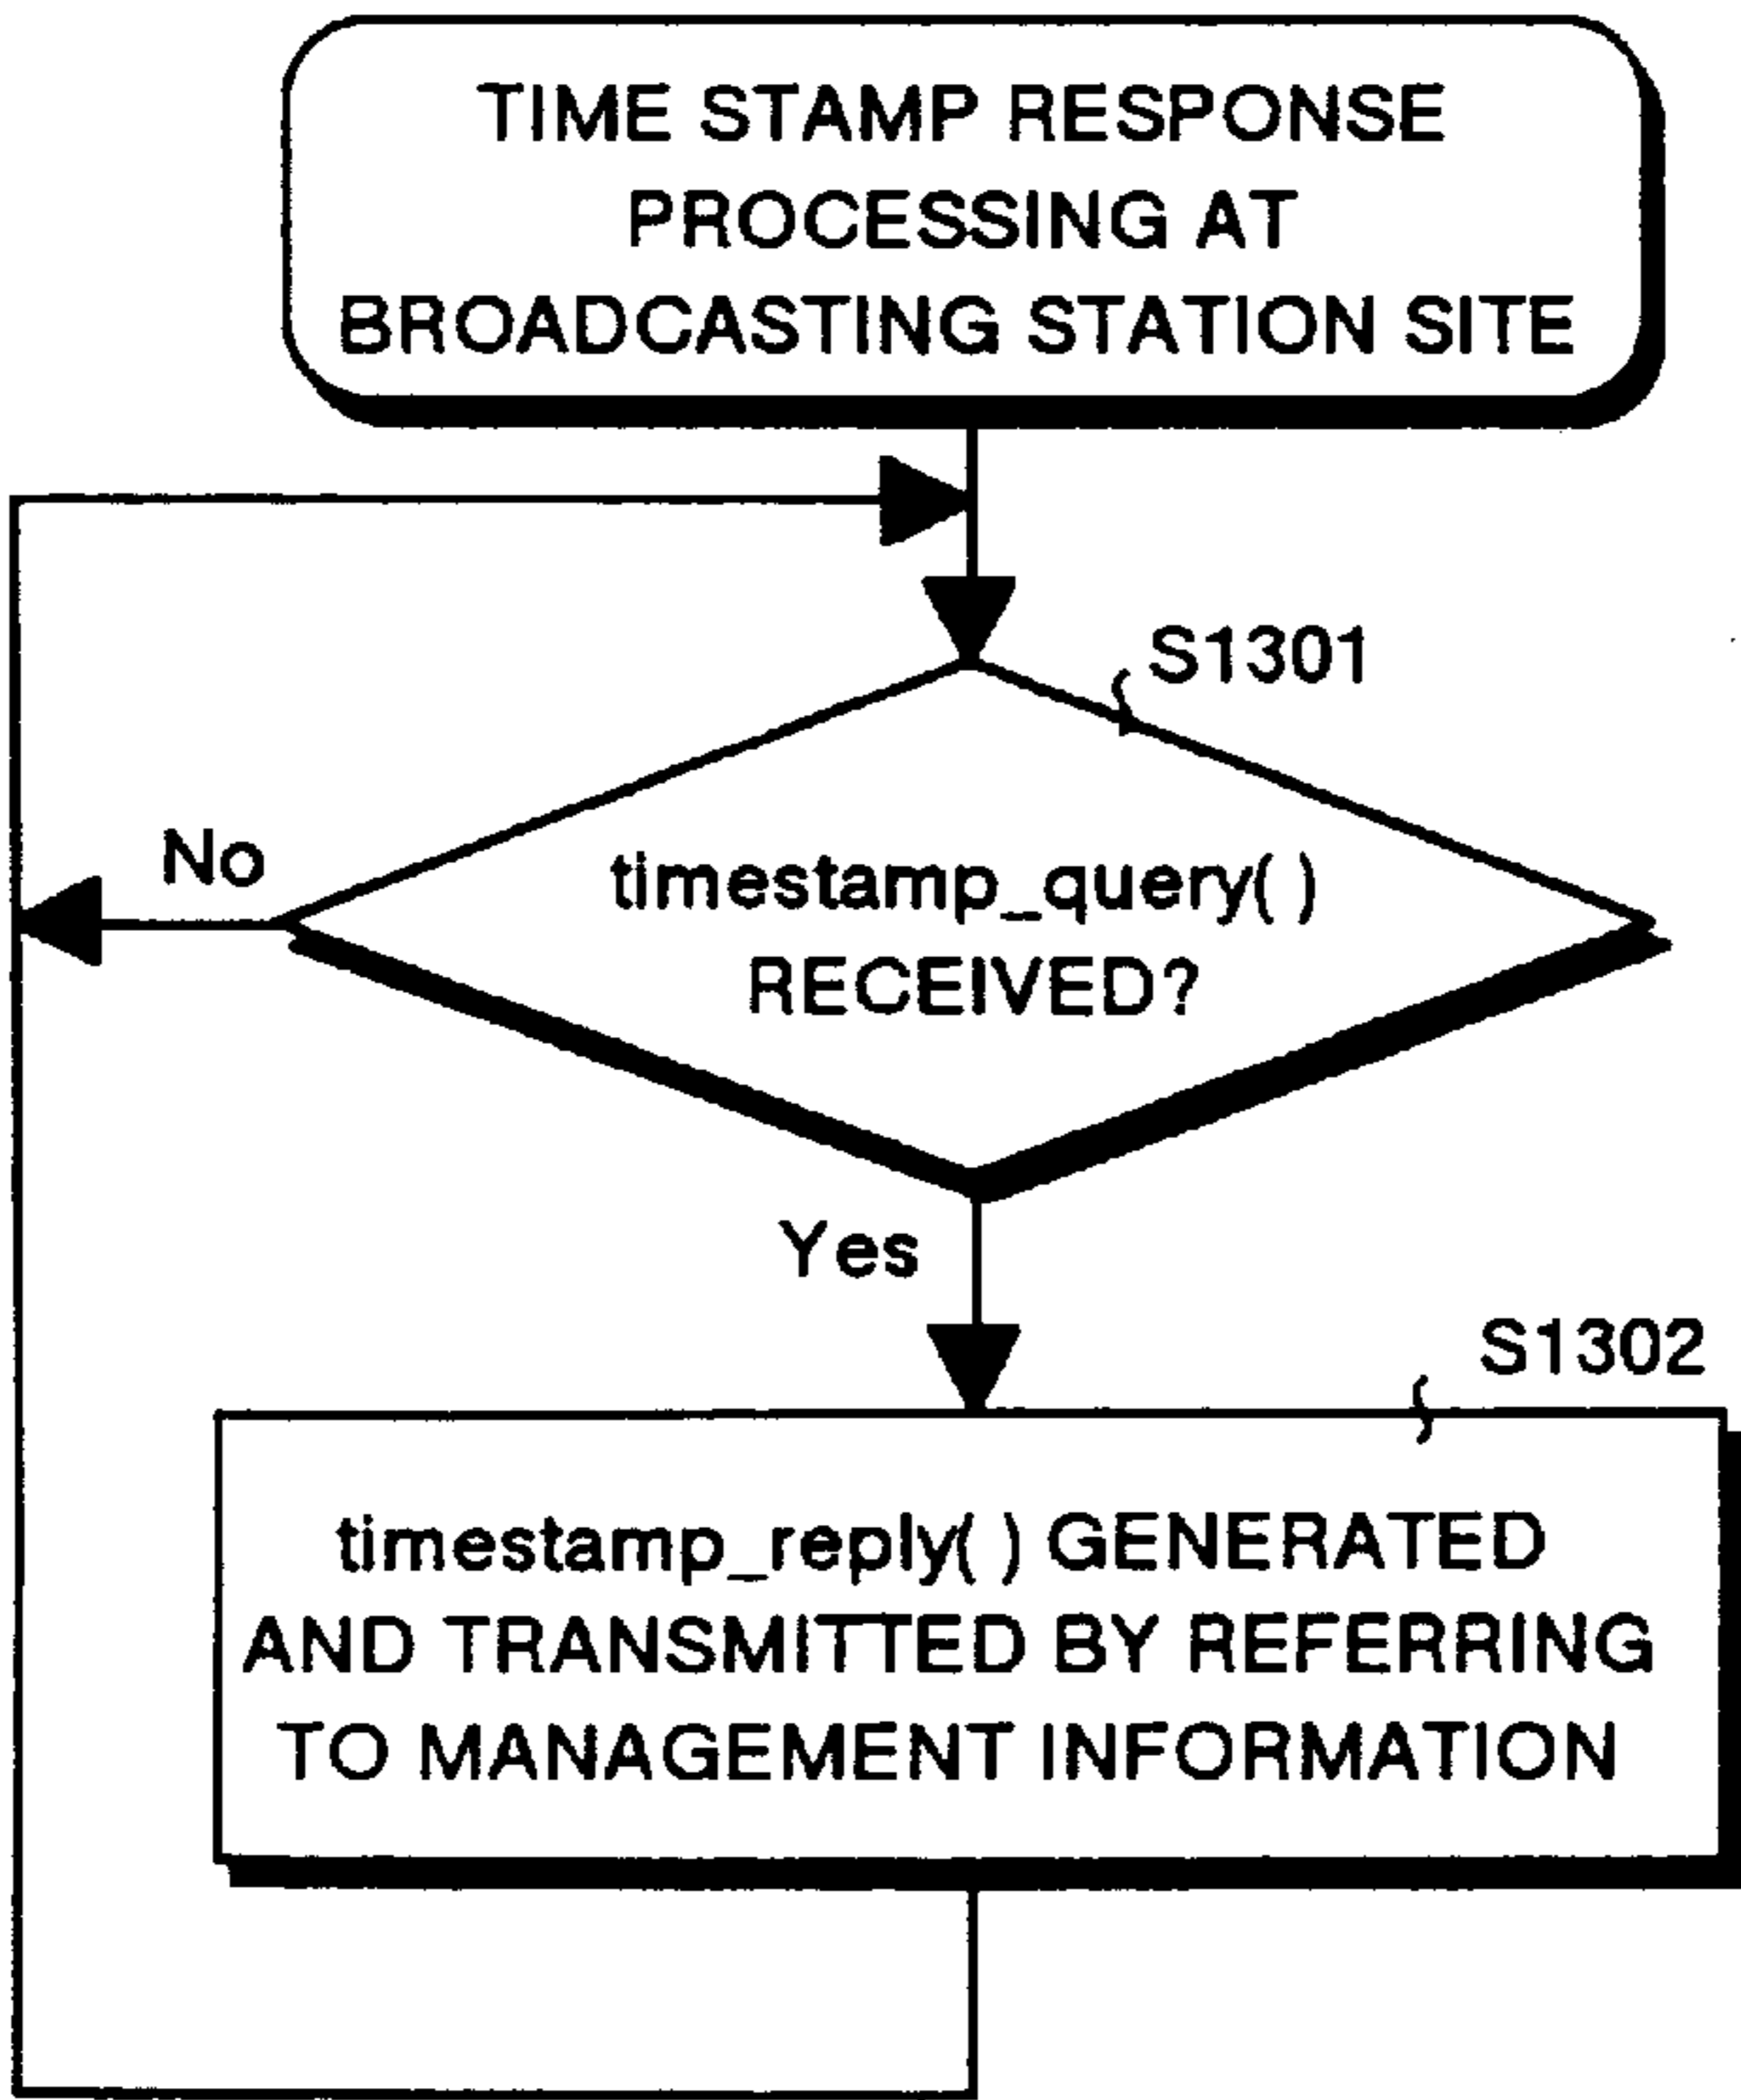 TIME STAMP RESPONSE
PROCESSING AT
BROADCASTING STATION SITE
S1301
No
timestamp_query( )
RECEIVED?
Yes
S1302
timestamp_reply( ) GENERATED
AND TRANSMITTED BY REFERRING
TO MANAGEMENT INFORMATION